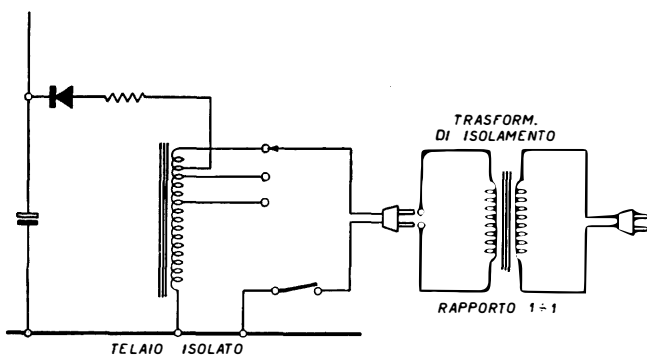 TRASFORM.
DI ISOLAMENTO
RAPPORTO 1÷1
TELAIO ISOLATO